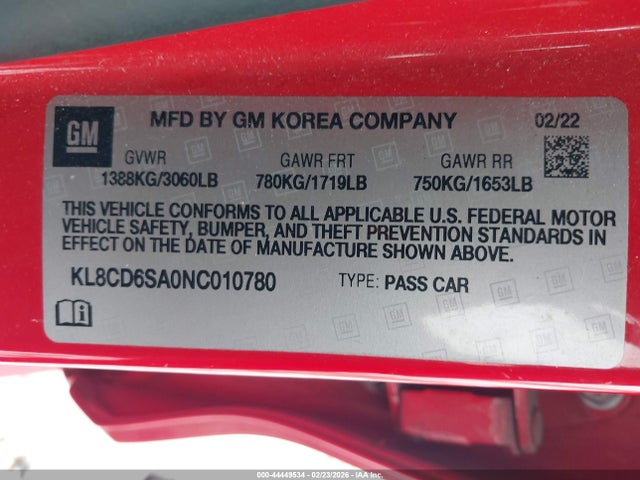 GM
MFD BY GM KOREA COMPANY 02/22
GVWR GAWR FRT GAWR RR
1388KG/3060LB 780KG/1719LB 750KG/1653LB
THIS VEHICLE CONFORMS TO ALL APPLICABLE U.S. FEDERAL MOTOR
VEHICLE SAFETY, BUMPER, AND THEFT PREVENTION STANDARDS IN
EFFECT ON THE DATE OF MANUFACTURE SHOWN ABOVE.
KL8CD6SA0NC010780 TYPE: PASS CAR
000-44449534 - 02/23/2026 - IAA Inc.